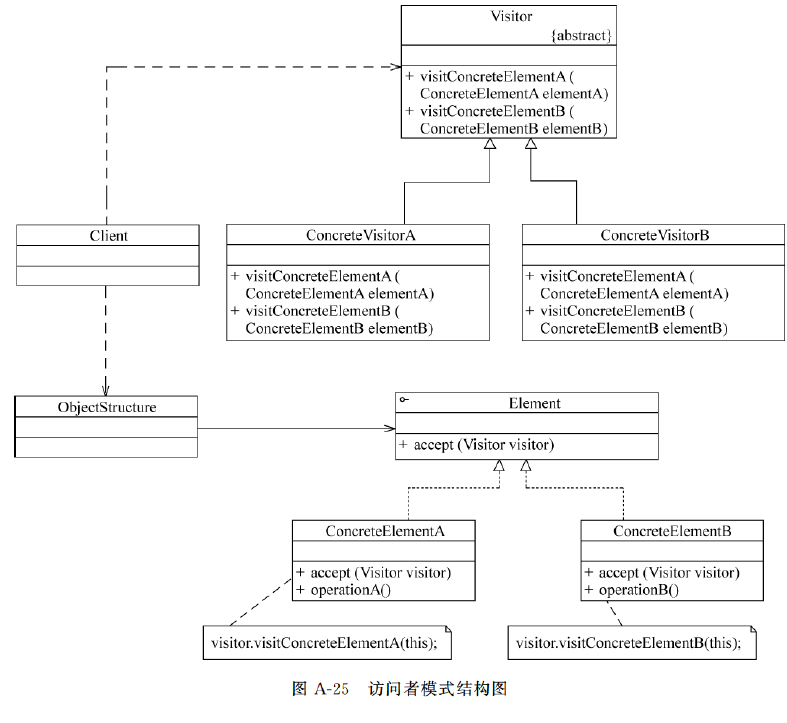 Visitor
{abstract}
+ visitConcreteElementA (
ConcreteElementA elementA)
+ visitConcreteElementB (
ConcreteElementB elementB)
Client
ConcreteVisitorA
+ visitConcreteElementA (
ConcreteElementA elementA)
+ visitConcreteElementB (
ConcreteElementB elementB)
ConcreteVisitorB
+ visitConcreteElementA (
ConcreteElementA elementA)
+ visitConcreteElementB (
ConcreteElementB elementB)
ObjectStructure
Element
+ accept (Visitor visitor)
ConcreteElementA
+ accept (Visitor visitor)
+ operationA()
ConcreteElementB
+ accept (Visitor visitor)
+ operationB()
visitor.visitConcreteElementA(this);
visitor.visitConcreteElementB(this);
图 A-25 访问者模式结构图